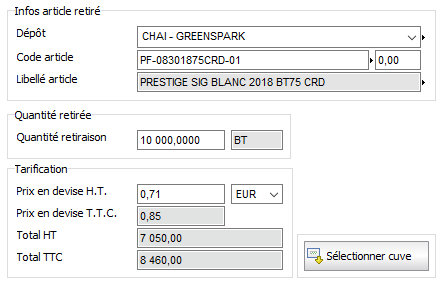 Infos article retiré
Dépôt CHAI - GREENSPARK
Code article PF-08301875CRD-01 0,00
Libellé article PRESTIGE SIG BLANC 2018 BT75 CRD
Quantité retirée
Quantité retiraison 10 000,0000 BT
Tarification
Prix en devise H.T. 0,71 EUR
Prix en devise T.T.C. 0,85
Total HT 7 050,00
Total TTC 8 460,00
Sélectionner cuve